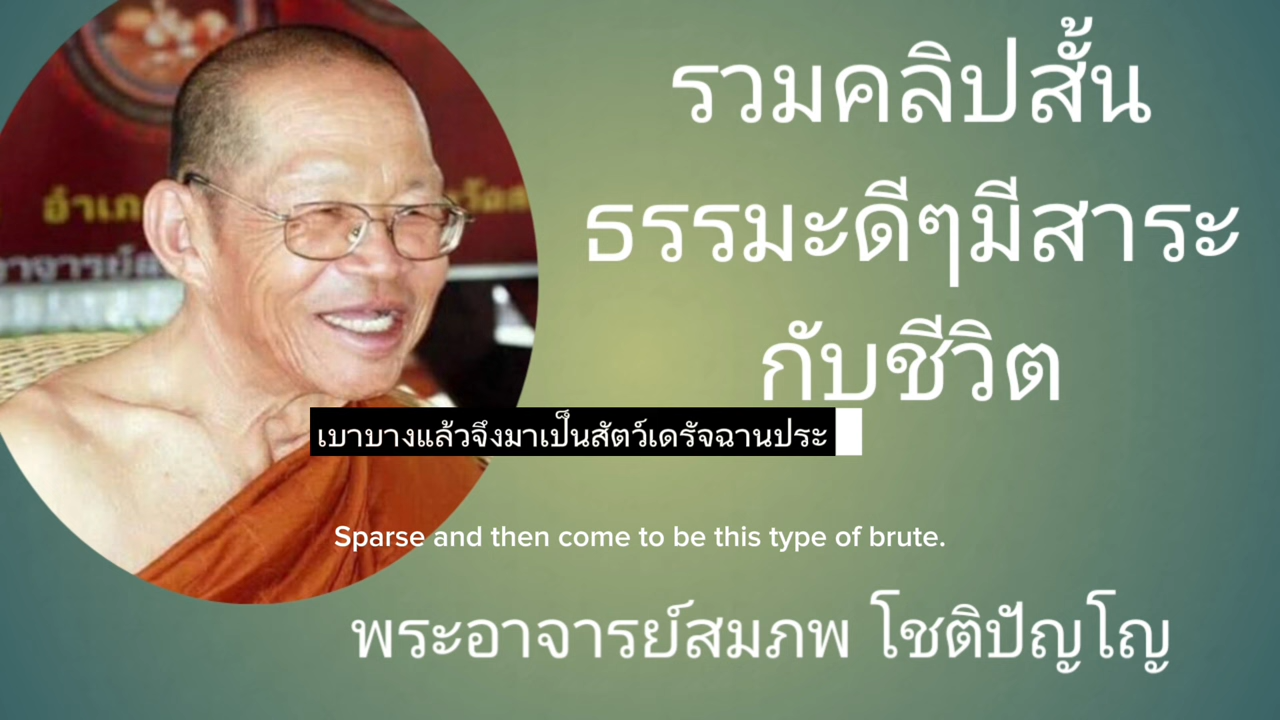 รวมคลิปสั้น
ธรรมะดีๆมีสาระ
กับชีวิต
อำเภ
เบาบางแล้วจึงมาเป็นสัตว์เดรัจฉานประ
Sparse and then come to be this type of brute.
พระอาจารย์สมภพ โชติปัญโญ